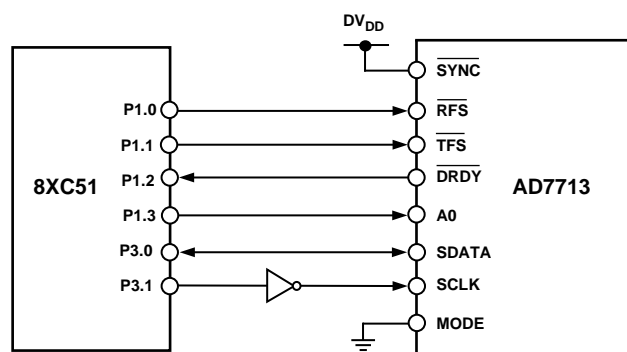 DVDD
SYNC
P1.0
RFS
P1.1
TFS
P1.2
DRDY
8XC51
AD7713
P1.3
A0
P3.0
SDATA
P3.1
SCLK
MODE